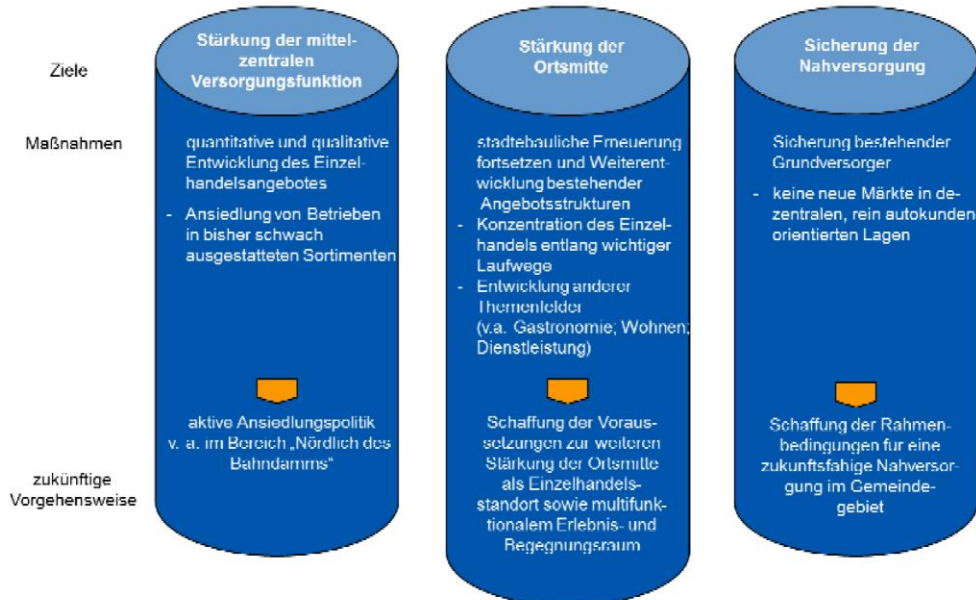 Ziele
Stärkung der mittel-
zentralen
Versorgungsfunktion
Stärkung der
Ortsmitte
Sicherung der
Nahversorgung
Maßnahmen
quantitative und qualitative
Entwicklung des Einzel-
handelsangebotes
- Ansiedlung von Betrieben
in bisher schwach
ausgestatteten Sortimenten
stadtebauliche Erneuerung
fortsetzen und Weiterent-
wicklung bestehender
Angebotsstrukturen
- Konzentration des Einzel-
handels entlang wichtiger
Laufwege
- Entwicklung anderer
Themenfelder
(v.a. Gastronomie; Wohnen;
Dienstleistung)
Sicherung bestehender
Grundversorger
- keine neue Märkte in de-
zentralen, rein autokunden
orientierten Lagen
zukünftige
Vorgehensweise
aktive Ansiedlungspolitik
v. a. im Bereich „Nördlich des
Bahndamms“
Schaffung der Voraus-
setzungen zur weiteren
Stärkung der Ortsmitte
als Einzelhandels-
standort sowie multifunk-
tionalem Erlebnis- und
Begegnungsraum
Schaffung der Rahmen-
bedingungen fur eine
zukunftsfahige Nahversor-
gung im Gemeinde-
gebiet